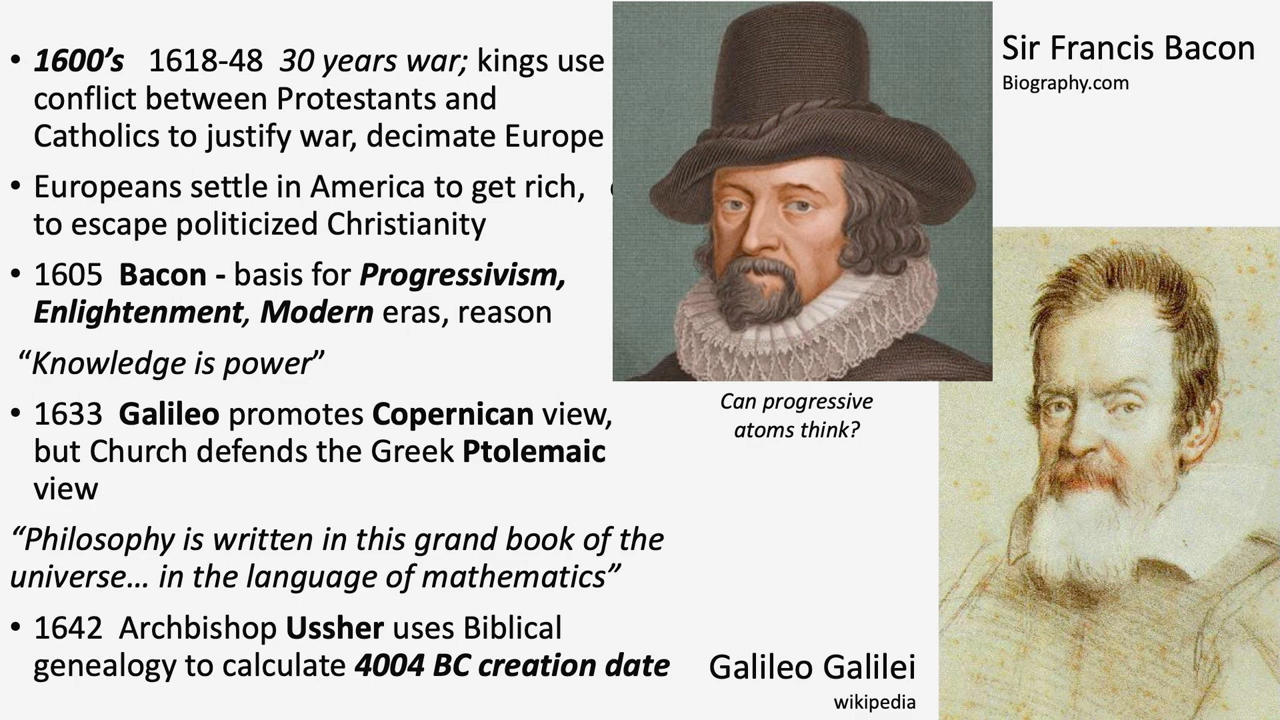 • 1600’s 1618-48 30 years war; kings use
conflict between Protestants and
Catholics to justify war, decimate Europe
• Europeans settle in America to get rich,
to escape politicized Christianity
• 1605 Bacon - basis for Progressivism,
Enlightenment, Modern eras, reason
“Knowledge is power”
• 1633 Galileo promotes Copernican view,
but Church defends the Greek Ptolemaic
view
“Philosophy is written in this grand book of the
universe… in the language of mathematics”
• 1642 Archbishop Ussher uses Biblical
genealogy to calculate 4004 BC creation date
Sir Francis Bacon
Biography.com
Can progressive
atoms think?
Galileo Galilei
wikipedia